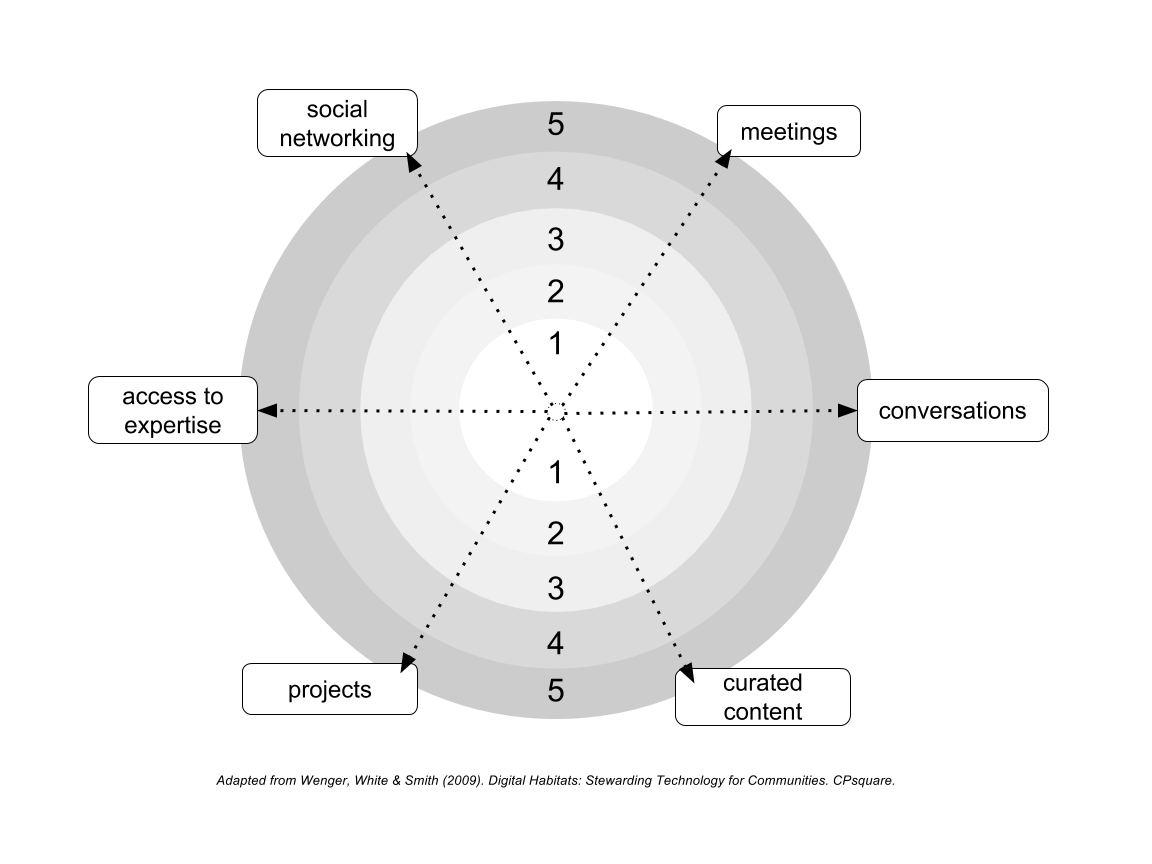 social
networking
5
meetings
4
3
2
1
access to
expertise
conversations
1
2
3
4
projects
5
curated
content
Adapted from Wenger, White & Smith (2009). Digital Habitats: Stewarding Technology for Communities. CPsquare.